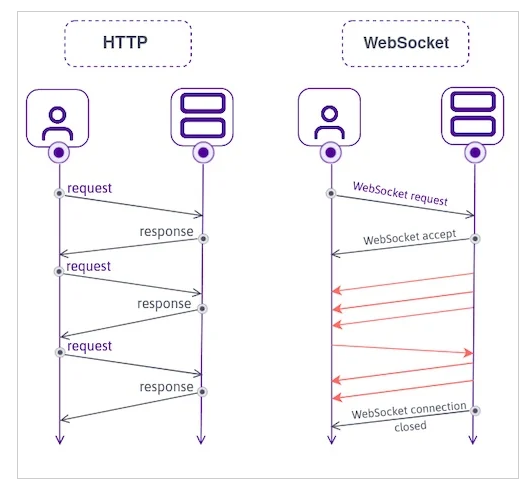 HTTP
request
response
request
response
request
response
WebSocket
WebSocket request
WebSocket accept
WebSocket connection
closed